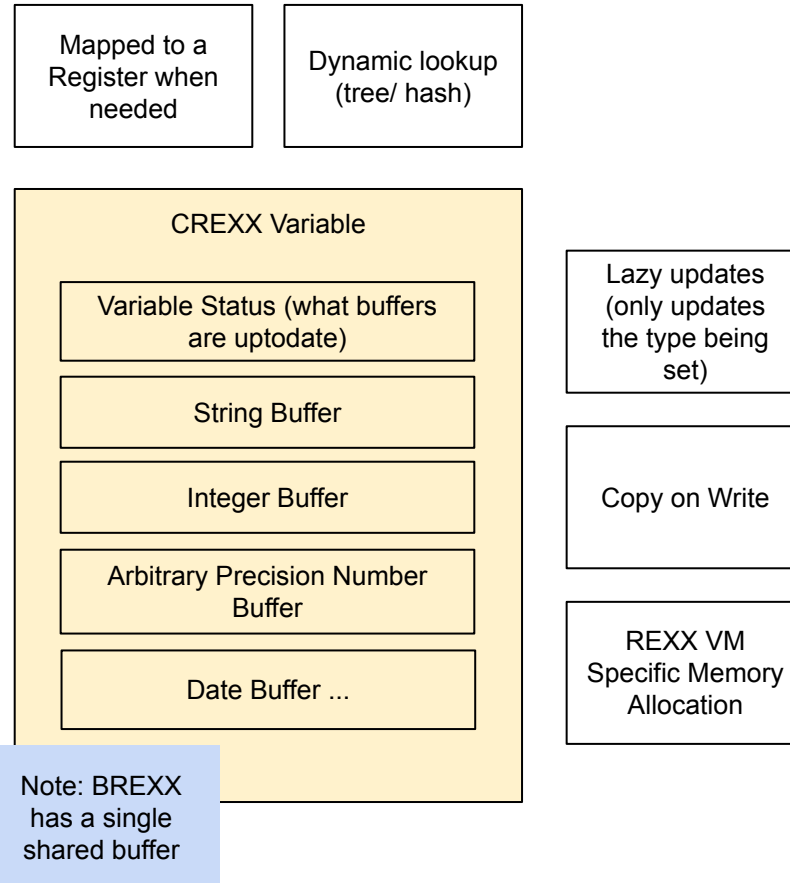 Mapped to a
Register when
needed
Dynamic lookup
(tree/ hash)
CREXX Variable
Variable Status (what buffers
are uptodate)
String Buffer
Integer Buffer
Arbitrary Precision Number
Buffer
Date Buffer ...
Note: BREXX
has a single
shared buffer
Lazy updates
(only updates
the type being
set)
Copy on Write
REXX VM
Specific Memory
Allocation